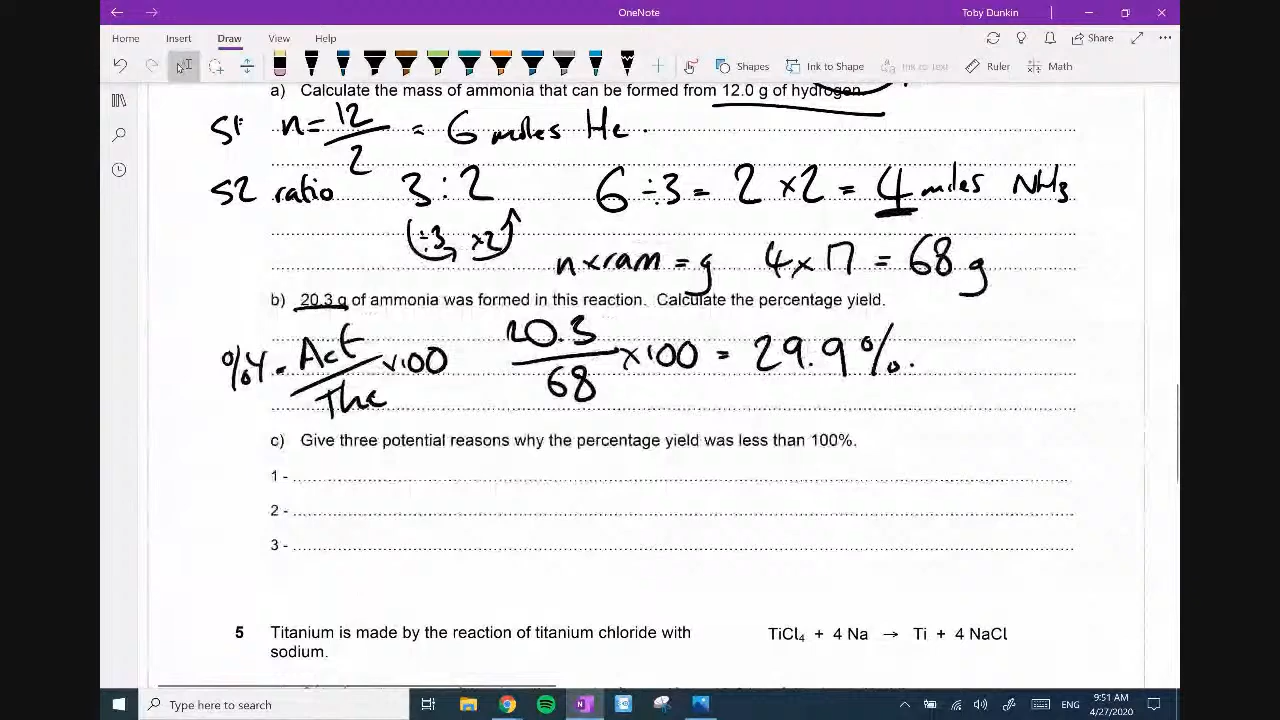 OneNote
Toby Dunkin
Home Insert Draw View Help
Share
Shapes Ink to Shape Ink to Text Ruler Math
a) Calculate the mass of ammonia that can be formed from 12.0 g of hydrogen.
S1 n= 12/2 = 6 moles He.
S2 ratio 3:2 6÷3= 2 ×2= 4 moles NH3
÷3 ×2
n×ram=g 4×17 = 68 g
b) 20.3 g of ammonia was formed in this reaction. Calculate the percentage yield.
%Y= Act/The ×100 20.3/68 ×100 = 29.9%.
c) Give three potential reasons why the percentage yield was less than 100%.
1 -
2 -
3 -
5 Titanium is made by the reaction of titanium chloride with sodium.
TiCl4 + 4 Na → Ti + 4 NaCl
Type here to search
ENG
9:51 AM
4/27/2020